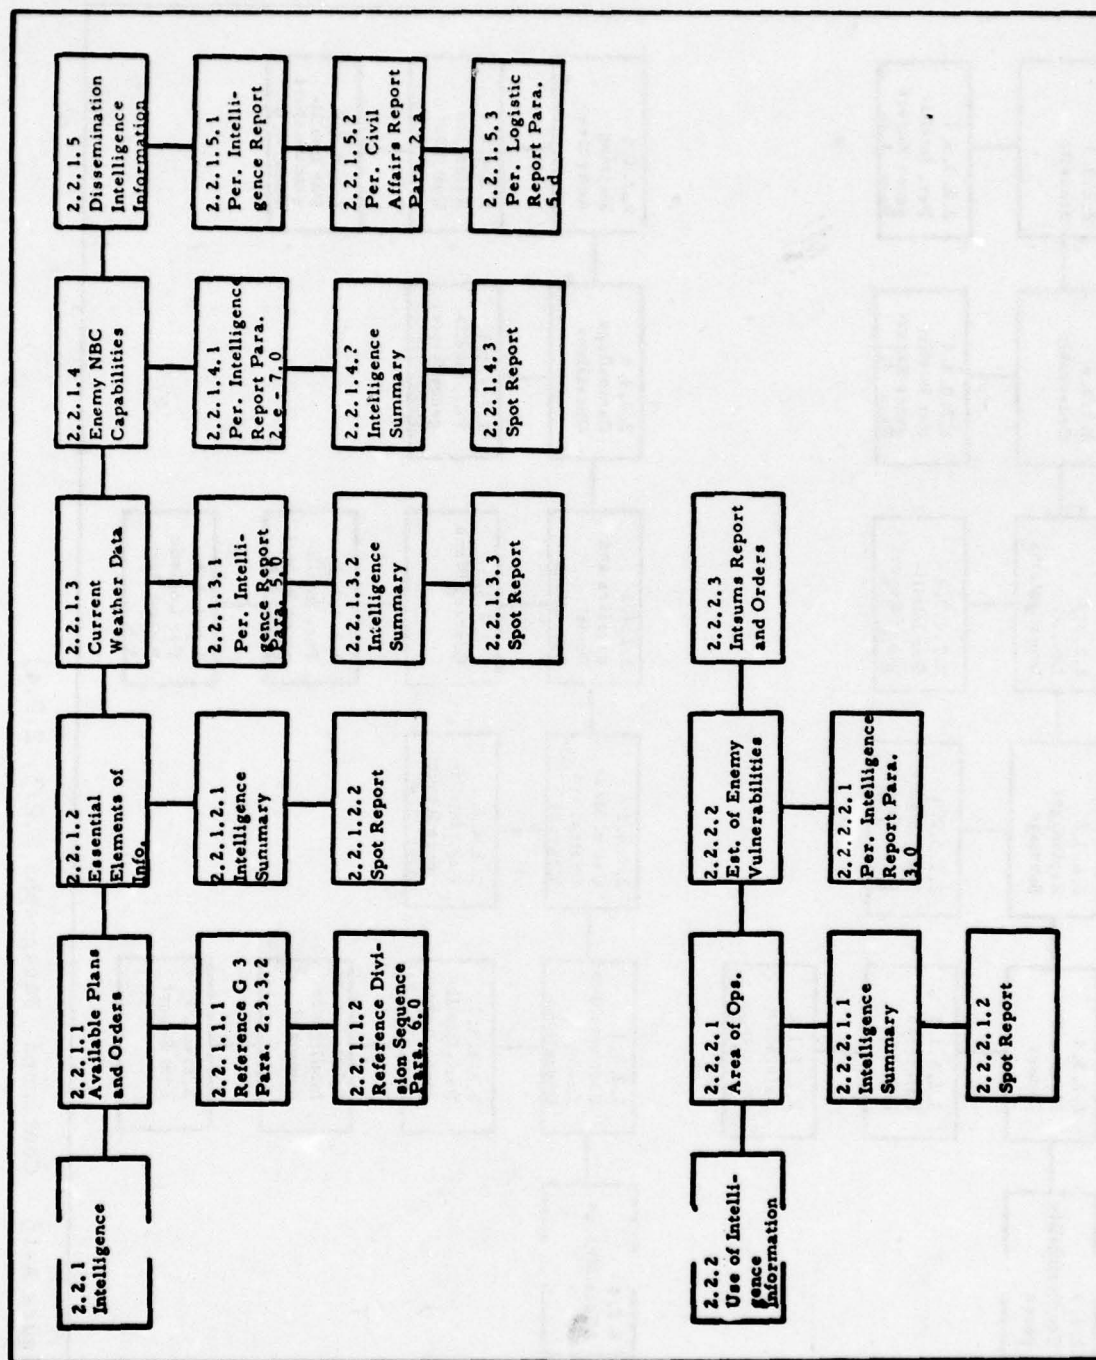 2.2.1
Intelligence
2.2.1.1
Available Plans
and Orders
2.2.1.1.1
Reference G 3
Para. 2.3.3.2
2.2.1.1.2
Reference Divi-
sion Sequence
Para. 6.0
2.2.1.2
Essential
Elements of
Info.
2.2.1.2.1
Intelligence
Summary
2.2.1.2.2
Spot Report
2.2.1.3
Current
Weather Data
2.2.1.3.1
Per. Intelli-
gence Report
Para. 5.0
2.2.1.3.2
Intelligence
Summary
2.2.1.3.3
Spot Report
2.2.1.4
Enemy NBC
Capabilities
2.2.1.4.1
Per. Intelligence
Report Para.
2.e - 7.0
2.2.1.4.?
Intelligence
Summary
2.2.1.4.3
Spot Report
2.2.1.5
Dissemination
Intelligence
Information
2.2.1.5.1
Per. Intelli-
gence Report
2.2.1.5.2
Per. Civil
Affairs Report
Para. 2.a
2.2.1.5.3
Per. Logistic
Report Para.
5.d
2.2.2
Use of Intelli-
gence
Information
2.2.2.1
Area of Ops.
2.2.2.1.1
Intelligence
Summary
2.2.2.1.2
Spot Report
2.2.2.2
Est. of Enemy
Vulnerabilities
2.2.2.2.1
Per. Intelligence
Report Para.
3.0
2.2.2.3
Intsums Report
and Orders